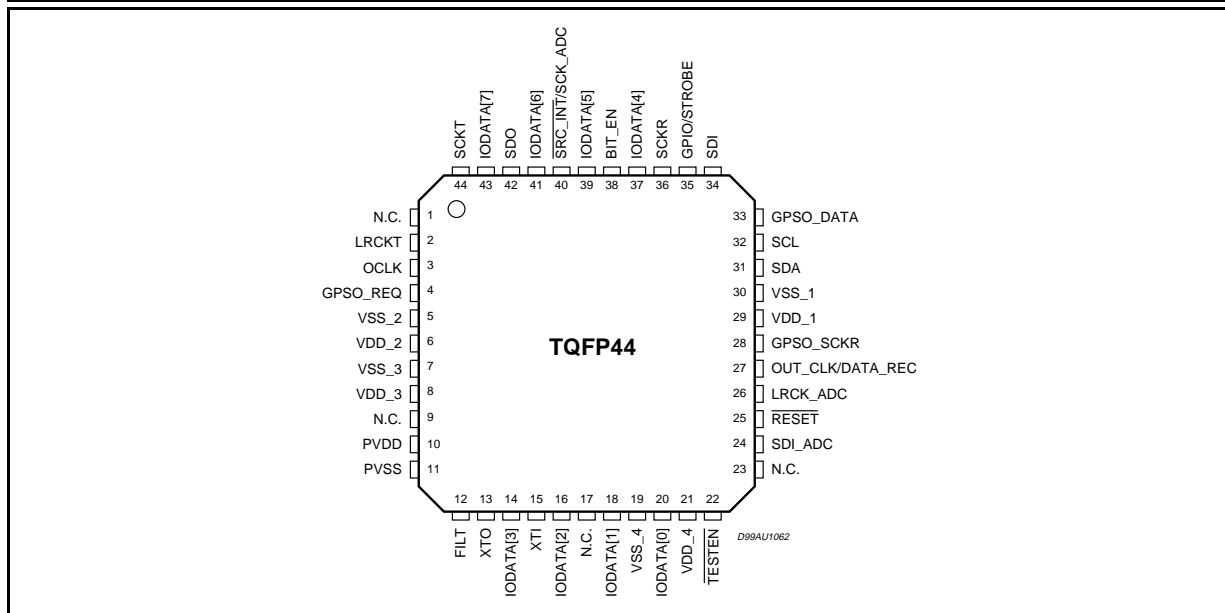 SCKT
IODATA[7]
SDO
IODATA[6]
SRC_INT/SCK_ADC
IODATA[5]
BIT_EN
IODATA[4]
SCKR
GPIO/STROBE
SDI
44 43 42 41 40 39 38 37 36 35 34
N.C. 1
LRCKT 2
OCLK 3
GPSO_REQ 4
VSS_2 5
VDD_2 6
VSS_3 7
VDD_3 8
N.C. 9
PVDD 10
PVSS 11
TQFP44
33 GPSO_DATA
32 SCL
31 SDA
30 VSS_1
29 VDD_1
28 GPSO_SCKR
27 OUT_CLK/DATA_REC
26 LRCK_ADC
25 RESET
24 SDI_ADC
23 N.C.
12 13 14 15 16 17 18 19 20 21 22
FILT
XTO
IODATA[3]
XTI
IODATA[2]
N.C.
IODATA[1]
VSS_4
IODATA[0]
VDD_4
TESTEN
D99AU1062